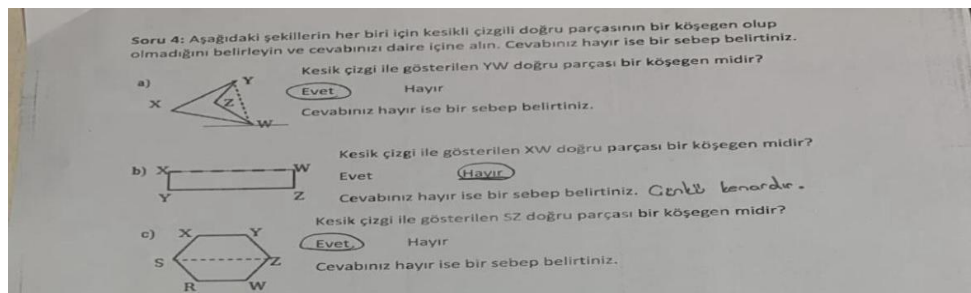 Soru 4: Aşağıdaki şekillerin her biri için kesikli çizgili doğru parçasının bir köşegen olup
olmadığını belirleyin ve cevabınızı daire içine alın. Cevabınız hayır ise bir sebep belirtiniz.
a)
X
Y
Z
W
Kesik çizgi ile gösterilen YW doğru parçası bir köşegen midir?
Evet Hayır
Cevabınız hayır ise bir sebep belirtiniz.
b)
X
W
Y
Z
Kesik çizgi ile gösterilen XW doğru parçası bir köşegen midir?
Evet Hayır
Cevabınız hayır ise bir sebep belirtiniz. Çünkü kenardır.
c)
X
Y
S
Z
R
W
Kesik çizgi ile gösterilen SZ doğru parçası bir köşegen midir?
Evet Hayır
Cevabınız hayır ise bir sebep belirtiniz.